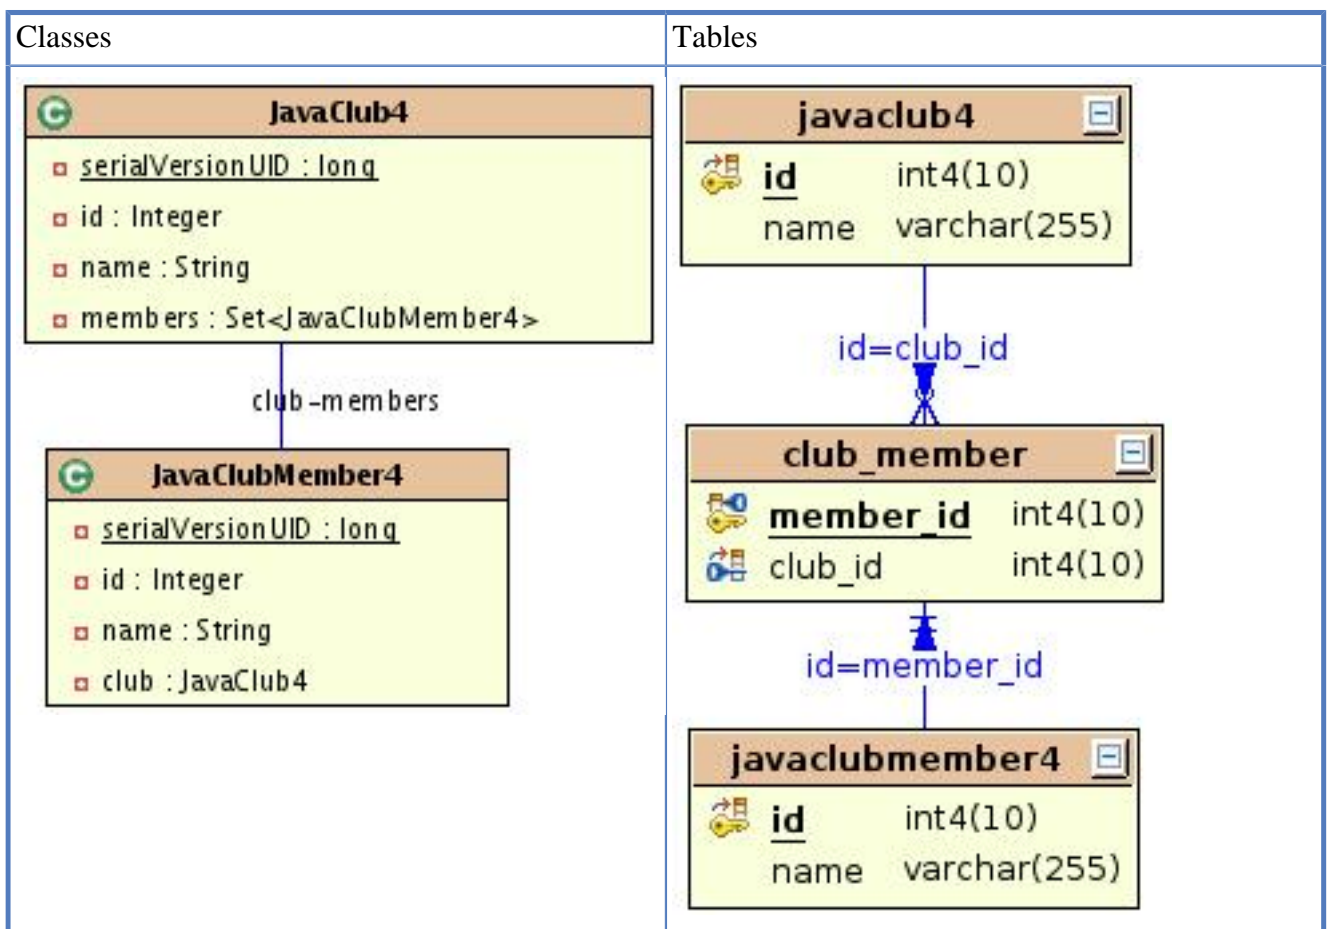 Classes
Tables
C JavaClub4
serialVersionUID : long
id : Integer
name : String
members : Set<JavaClubMember4>
club-members
C JavaClubMember4
serialVersionUID : long
id : Integer
name : String
club : JavaClub4
javaclub4
id int4(10)
name varchar(255)
id=club_id
club_member
member_id int4(10)
club_id int4(10)
id=member_id
javaclubmember4
id int4(10)
name varchar(255)